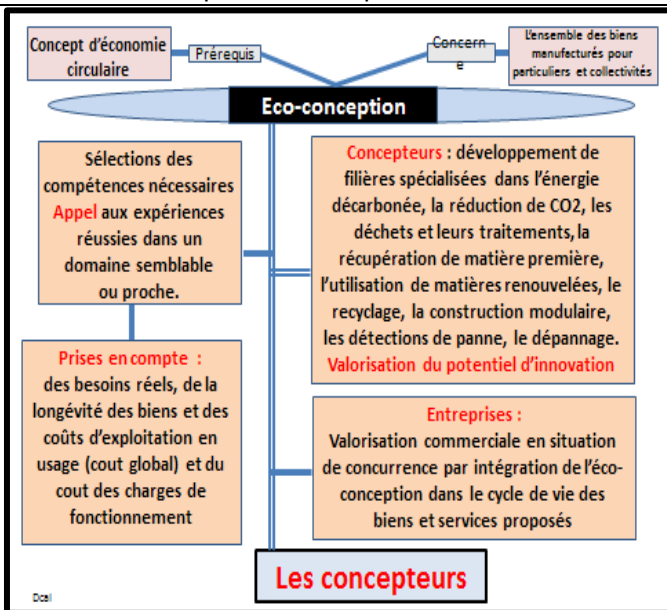 Concept d'économie
circulaire
Prérequis
Concern
e
L'ensemble des biens
manufacturés pour
particuliers et collectivités
Eco-conception
Sélections des
compétences nécessaires
Appel aux expériences
réussies dans un
domaine semblable
ou proche.
Concepteurs : développement de
filières spécialisées dans l'énergie
décarbonée, la réduction de CO2, les
déchets et leurs traitements, la
récupération de matière première,
l'utilisation de matières renouvelées, le
recyclage, la construction modulaire,
les détections de panne, le dépannage.
Valorisation du potentiel d'innovation
Prises en compte :
des besoins réels, de la
longévité des biens et des
coûts d'exploitation en
usage (cout global) et du
cout des charges de
fonctionnement
Entreprises :
Valorisation commerciale en situation
de concurrence par intégration de l'éco-
conception dans le cycle de vie des
biens et services proposés
Les concepteurs